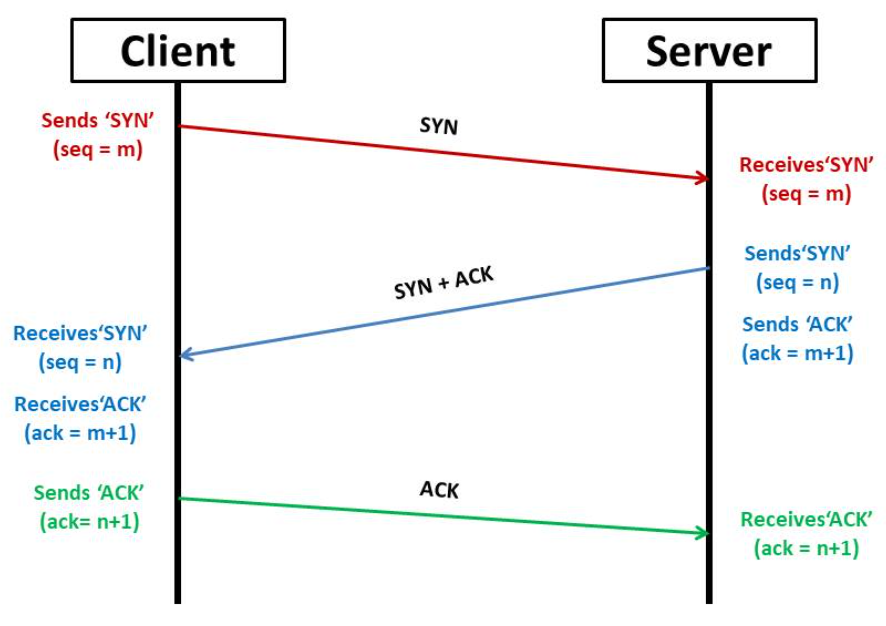 Client
Server
Sends ‘SYN’
(seq = m)
SYN
Receives‘SYN’
(seq = m)
Sends‘SYN’
(seq = n)
SYN + ACK
Sends ‘ACK’
(ack = m+1)
Receives‘SYN’
(seq = n)
Receives‘ACK’
(ack = m+1)
Sends ‘ACK’
(ack= n+1)
ACK
Receives‘ACK’
(ack = n+1)